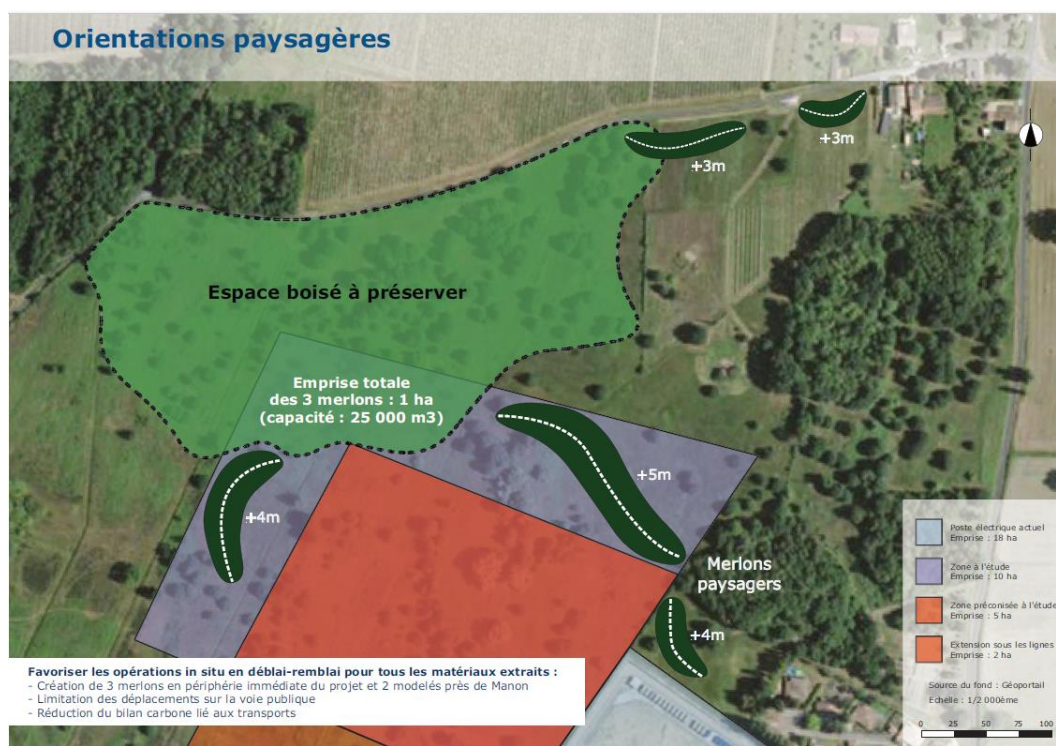 Orientations paysagères
+3m
+3m
Espace boisé à préserver
Emprise totale
des 3 merlons : 1 ha
(capacité : 25 000 m3)
+5m
+4m
Merlons
paysagers
+4m
Poste électrique actuel
Emprise : 18 ha
Zone à l'étude
Emprise : 10 ha
Zone préconisée à l'étude
Emprise : 5 ha
Extension sous les lignes
Emprise : 2 ha
Source du fond : Géoportail
Echelle : 1/2 000ème
0 25 50 75 100
Favoriser les opérations in situ en déblai-remblai pour tous les matériaux extraits :
- Création de 3 merlons en périphérie immédiate du projet et 2 modelés près de Manon
- Limitation des déplacements sur la voie publique
- Réduction du bilan carbone lié aux transports